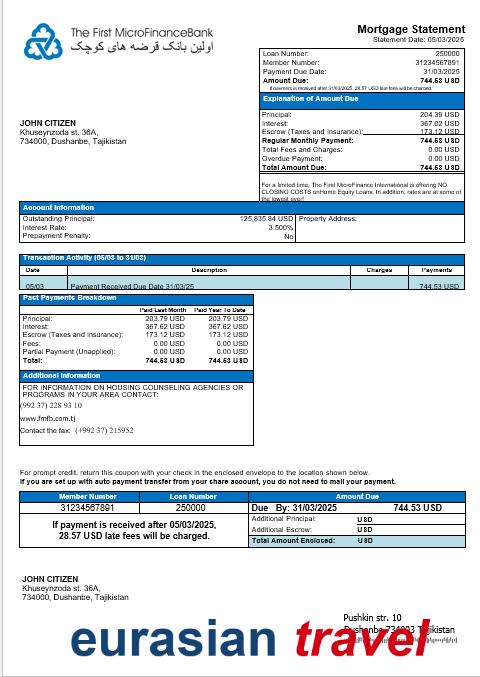 The First MicroFinanceBank
اولین بانک قرضه های کوچک
Mortgage Statement
Statement Date: 05/03/2025
Loan Number: 250000
Member Number: 31234567891
Payment Due Date: 31/03/2025
Amount Due: 744.53 USD
If payment is received after 31/03/2025, 28.57 USD late fees will be charged.
Explanation of Amount Due
Principal: 204.39 USD
Interest: 367.02 USD
Escrow (Taxes and Insurance): 173.12 USD
Regular Monthly Payment: 744.53 USD
Total Fees and Charges: 0.00 USD
Overdue Payment: 0.00 USD
Total Amount Due: 744.53 USD
JOHN CITIZEN
Khuseynzoda st. 36A,
734000, Dushanbe, Tajikistan
For a limited time, The First MicroFinance International is offering NO
CLOSING COSTS onHome Equity Loans. In addition, rates are at some of
the lowest ever!
Account Information
Outstanding Principal: 125,835.84 USD Property Address:
Interest Rate: 3.500%
Prepayment Penalty: No
Transaction Activity (05/03 to 31/03)
Date Description Charges Payments
05/03 Payment Received Due Date 31/03/25 744.53 USD
Past Payments Breakdown
Paid Last Month Paid Year To Date
Principal: 203.79 USD 203.79 USD
Interest: 367.62 USD 367.62 USD
Escrow (Taxes and Insurance): 173.12 USD 173.12 USD
Fees: 0.00 USD 0.00 USD
Partial Payment (Unapplied): 0.00 USD 0.00 USD
Total: 744.53 USD 744.53 USD
Additional Information
FOR INFORMATION ON HOUSING COUNSELING AGENCIES OR
PROGRAMS IN YOUR AREA CONTACT:
(992 37) 228 93 10
www.fmfb.com.tj
Contact the fax: (+992 37) 215952
For prompt credit, return this coupon with your check in the enclosed envelope to the location shown below.
If you are set up with auto payment transfer from your share account, you do not need to mail your payment.
Member Number Loan Number Amount Due
31234567891 250000 Due By: 31/03/2025 744.53 USD
If payment is received after 05/03/2025,
28.57 USD late fees will be charged.
Additional Principal: USD
Additional Escrow: USD
Total Amount Enclosed: USD
JOHN CITIZEN
Khuseynzoda st. 36A,
734000, Dushanbe, Tajikistan
Pushkin str. 10
Dushanbe 734003 Tajikistan
eurasian travel